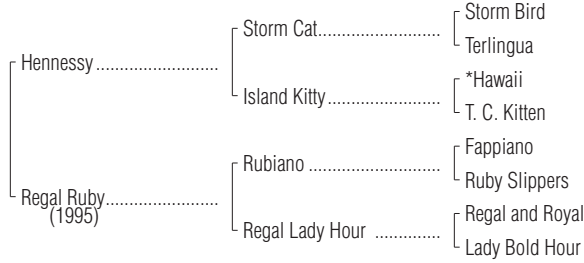 Storm Bird
Storm Cat..............................
Terlingua
Hennessy ..............................
*Hawaii
Island Kitty............................
T. C. Kitten
Fappiano
Rubiano ................................
Ruby Slippers
Regal Ruby............................
(1995)
Regal and Royal
Regal Lady Hour ................
Lady Bold Hour